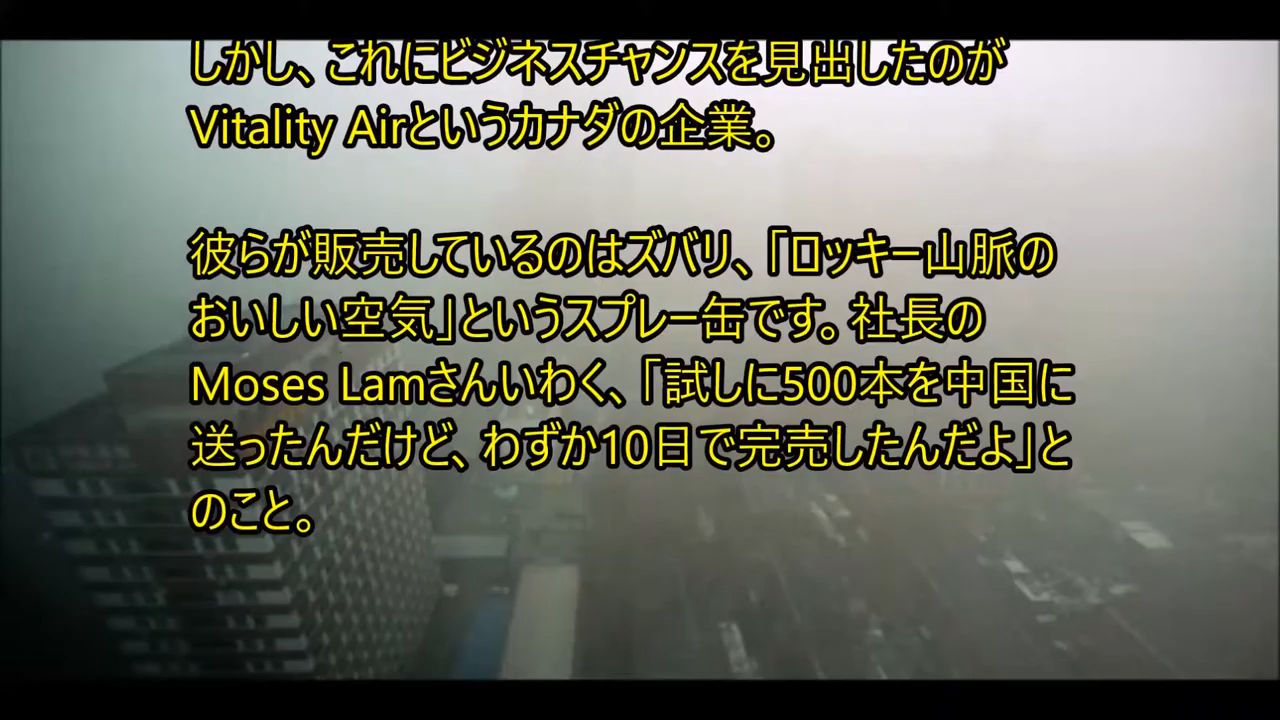 しかし、これにビジネスチャンスを見出したのが
Vitality Airというカナダの企業。
彼らが販売しているのはズバリ、「ロッキー山脈の
おいしい空気」というスプレー缶です。社長の
Moses Lamさんいわく、「試しに500本を中国に
送ったんだけど、わずか10日で完売したんだよ」と
のこと。